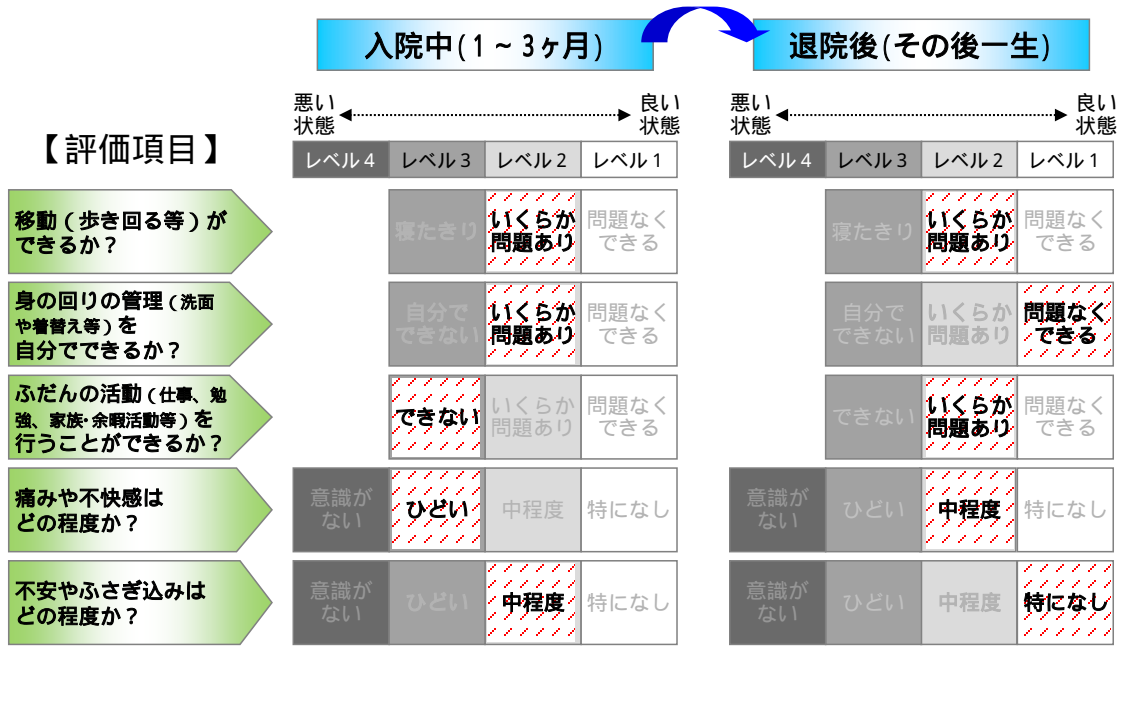 入院中(1～3ヶ月)
退院後(その後一生)
悪い
状態
良い
状態
悪い
状態
良い
状態
【評価項目】
レベル4
レベル3
レベル2
レベル1
レベル4
レベル3
レベル2
レベル1
移動(歩き回る等)が
できるか？
寝たきり
いくらか
問題あり
問題なく
できる
寝たきり
いくらか
問題あり
問題なく
できる
身の回りの管理(洗面
や着替え等)を
自分でできるか？
自分で
できない
いくらか
問題あり
問題なく
できる
自分で
できない
いくらか
問題あり
問題なく
できる
ふだんの活動(仕事、勉
強、家族･余暇活動等)を
行うことができるか？
できない
いくらか
問題あり
問題なく
できる
できない
いくらか
問題あり
問題なく
できる
痛みや不快感は
どの程度か？
意識が
ない
ひどい
中程度
特になし
意識が
ない
ひどい
中程度
特になし
不安やふさぎ込みは
どの程度か？
意識が
ない
ひどい
中程度
特になし
意識が
ない
ひどい
中程度
特になし